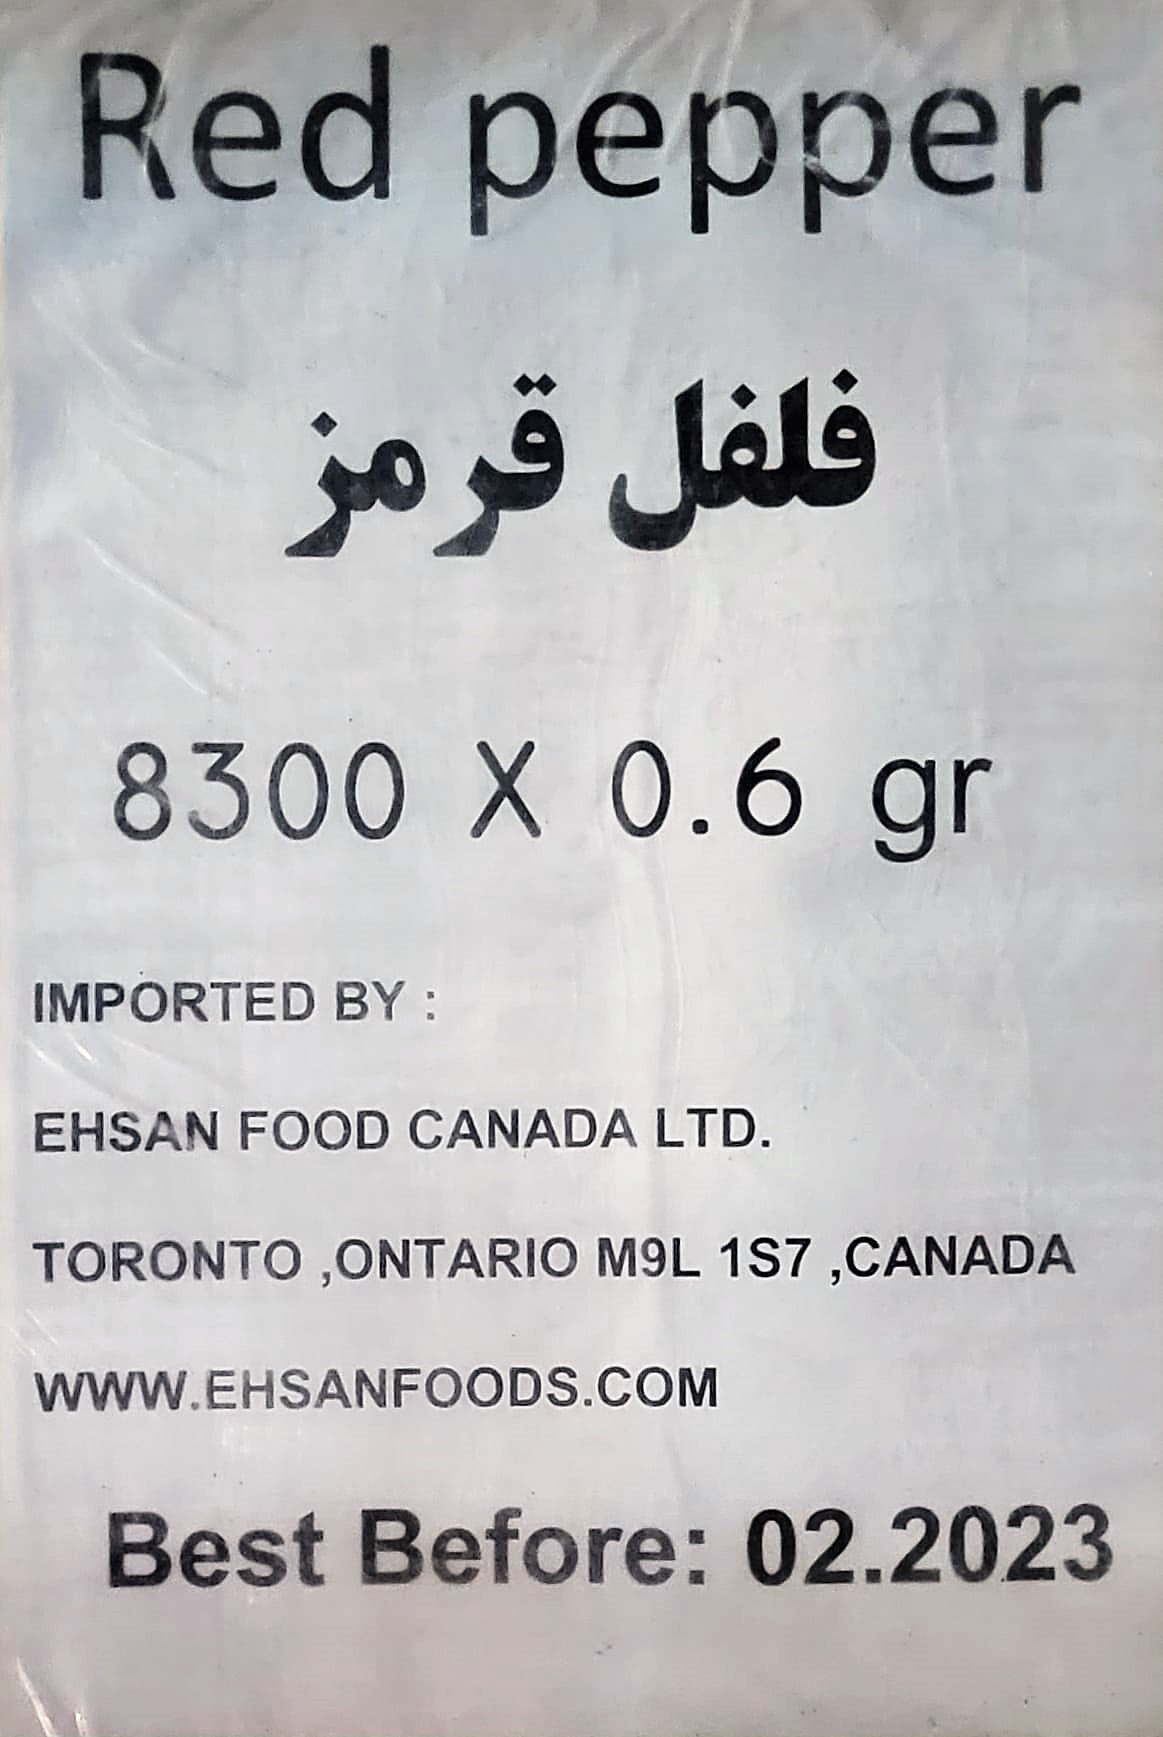 Red pepper
فلفل قرمز
8300 X 0.6 gr
IMPORTED BY :
EHSAN FOOD CANADA LTD.
TORONTO ,ONTARIO M9L 1S7 ,CANADA
WWW.EHSANFOODS.COM
Best Before: 02.2023